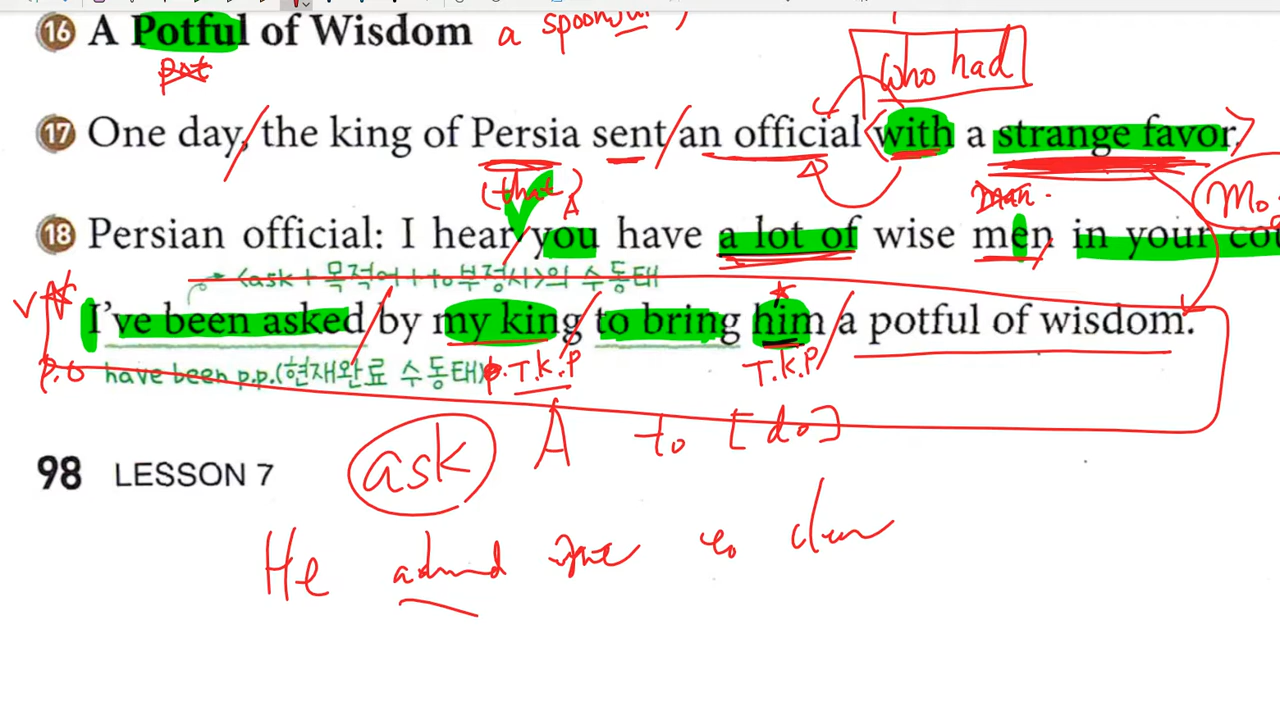 16 A Potful of Wisdom a spoonful
pot
who had
17 One day, the king of Persia sent an official with a strange favor.
(that)
A
man
Mo
18 Persian official: I hear you have a lot of wise men in your cou
<ask + 목적어 + to부정사>의 수동태
I've been asked by my king to bring him a potful of wisdom.
p.o have been p.p.(현재완료 수동태) T.K.P T.K.P
ask A to [do]
98 LESSON 7
He to